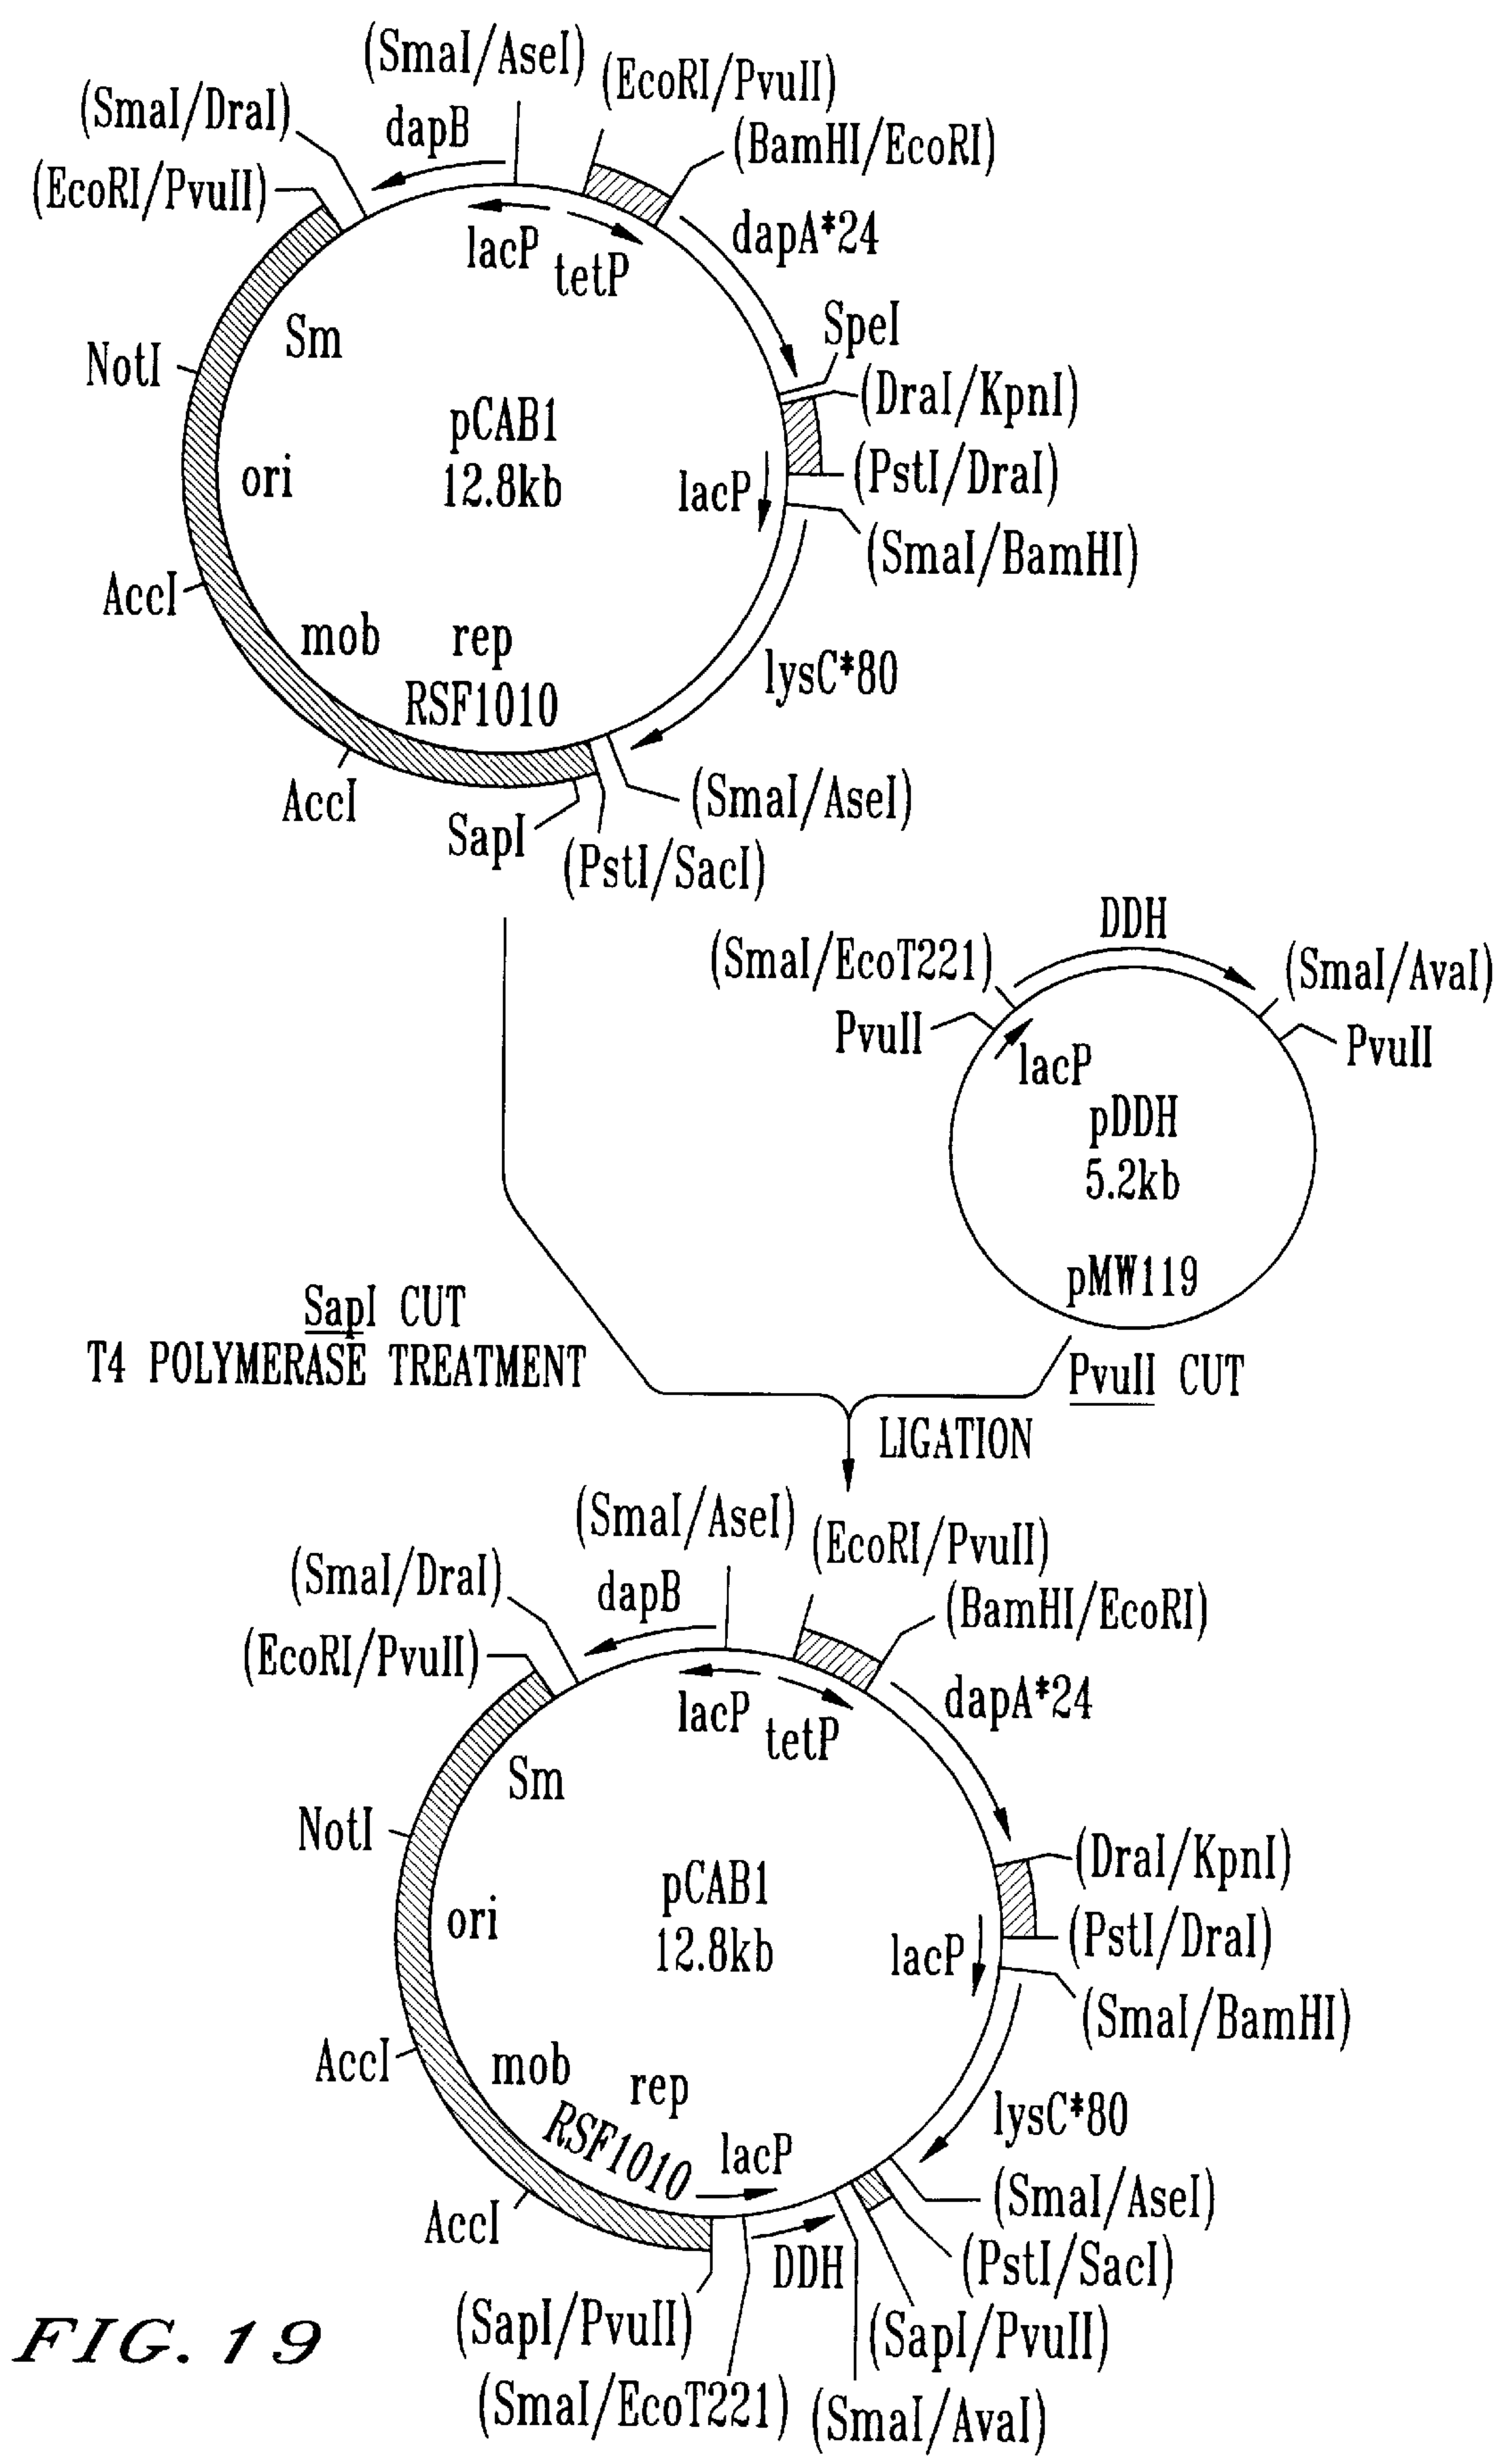 (SmaI/AseI)
(EcoRI/PvuII)
(SmaI/DraI)
dapB
(BamHI/EcoRI)
(EcoRI/PvuII)
dapA*24
lacP
tetP
SpeI
Sm
NotI
(DraI/KpnI)
pCAB1
12.8kb
ori
lacP
(PstI/DraI)
(SmaI/BamHI)
AccI
mob
rep
RSF1010
lysC*80
AccI
(SmaI/AseI)
SapI
(PstI/SacI)
DDH
(SmaI/EcoT221)
(SmaI/AvaI)
PvuII
PvuII
lacP
pDDH
5.2kb
pMW119
SapI CUT
T4 POLYMERASE TREATMENT
PvuII CUT
LIGATION
(SmaI/AseI)
(EcoRI/PvuII)
(SmaI/DraI)
dapB
(BamHI/EcoRI)
(EcoRI/PvuII)
dapA*24
lacP
tetP
Sm
NotI
(DraI/KpnI)
pCAB1
12.8kb
ori
lacP
(PstI/DraI)
(SmaI/BamHI)
AccI
mob
rep
RSF1010
lacP
lysC*80
AccI
(SmaI/AseI)
DDH
(PstI/SacI)
(SapI/PvuII)
(SapI/PvuII)
(SmaI/EcoT221)
(SmaI/AvaI)
FIG. 19